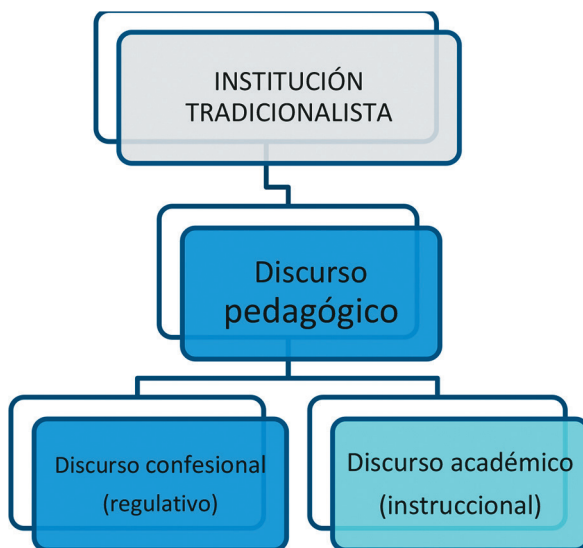 INSTITUCIÓN
TRADICIONALISTA
Discurso
pedagógico
Discurso confesional
(regulativo)
Discurso académico
(instruccional)